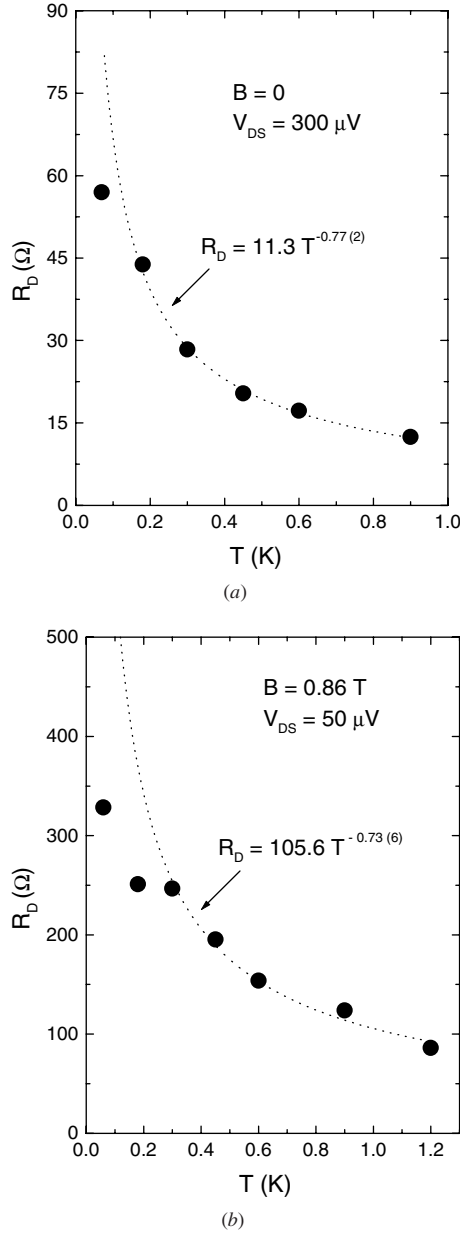 90
B = 0
V_DS = 300 µV
75
60
R_D = 11.3 T^-0.77 (2)
45
30
15
0
R_D (Ω)
0.0 0.2 0.4 0.6 0.8 1.0
T (K)
(a)
500
B = 0.86 T
V_DS = 50 µV
400
300
R_D = 105.6 T^- 0.73 (6)
200
100
0
R_D (Ω)
0.0 0.2 0.4 0.6 0.8 1.0 1.2
T (K)
(b)